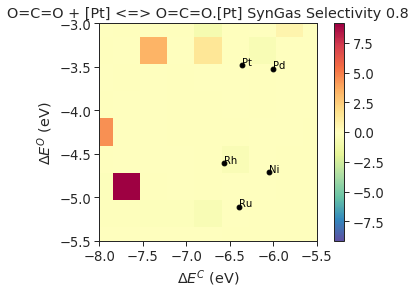 O=C=O + [Pt] <=> O=C=O.[Pt] SynGas Selectivity 0.8
−3.0
−3.5
−4.0
−4.5
−5.0
−5.5
ΔE^O (eV)
Pt
Pd
Rh
Ni
Ru
−8.0 −7.5 −7.0 −6.5 −6.0 −5.5
ΔE^C (eV)
7.5
5.0
2.5
0.0
−2.5
−5.0
−7.5